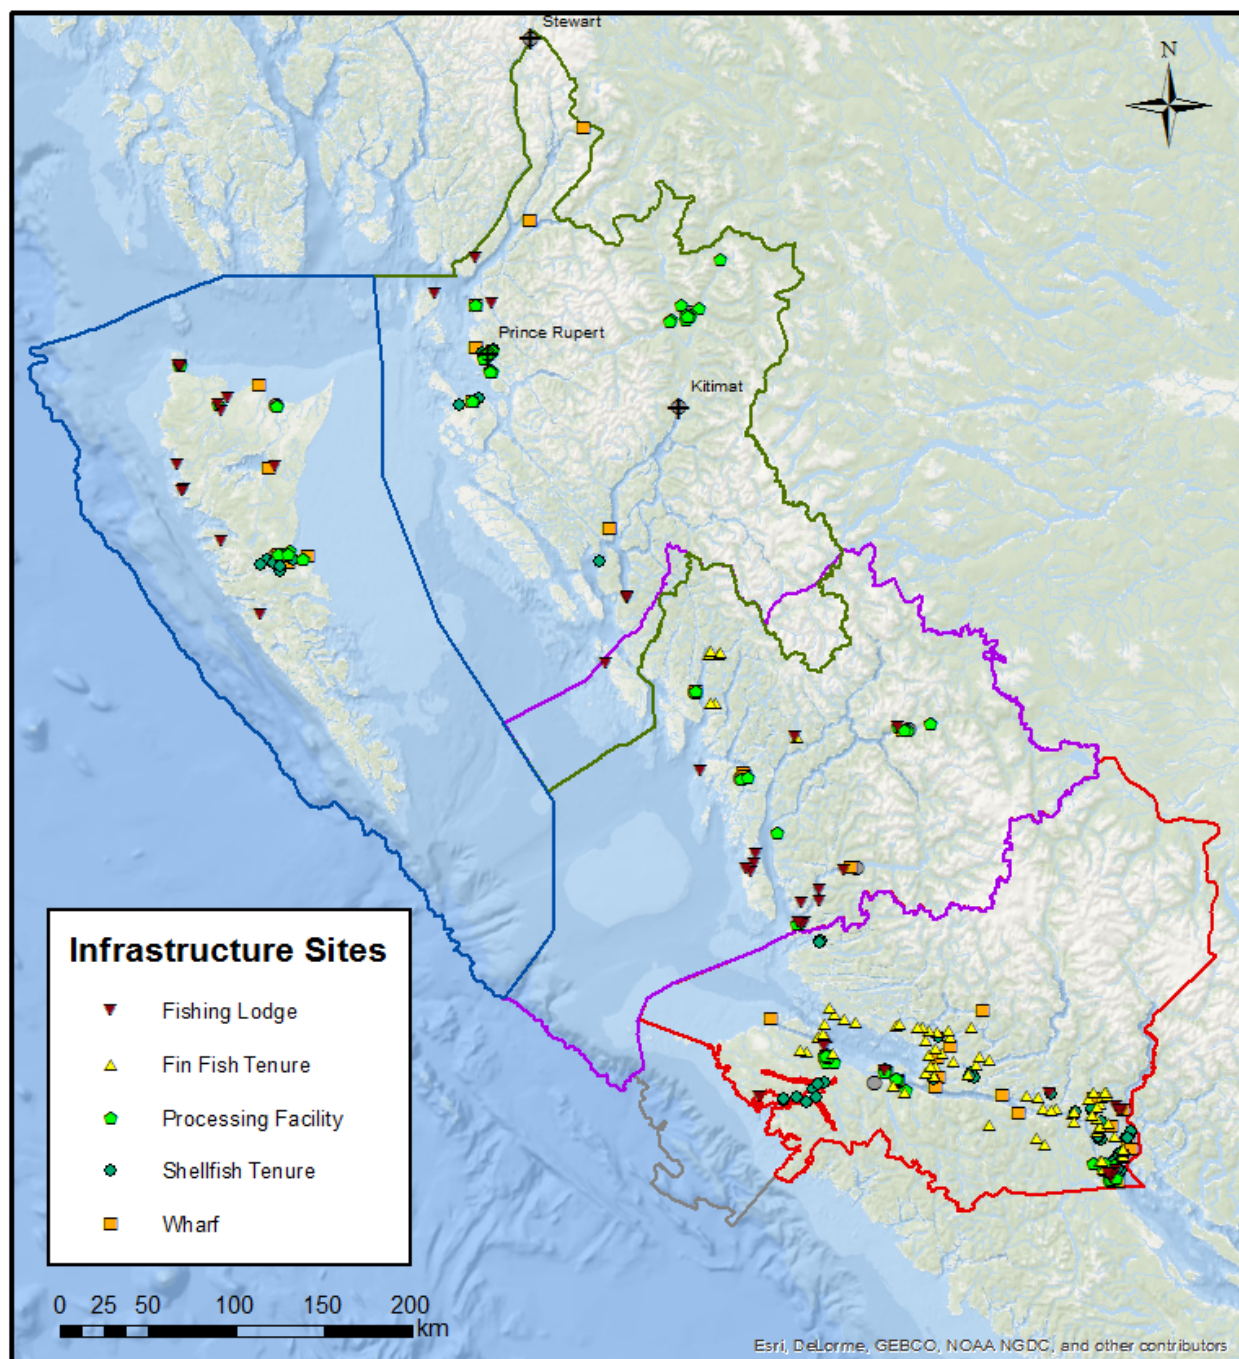 Stewart
N
Prince Rupert
Kitimat
Infrastructure Sites
Fishing Lodge
Fin Fish Tenure
Processing Facility
Shellfish Tenure
Wharf
0 25 50 100 150 200
km
Esri, DeLorme, GEBCO, NOAA NGDC, and other contributors